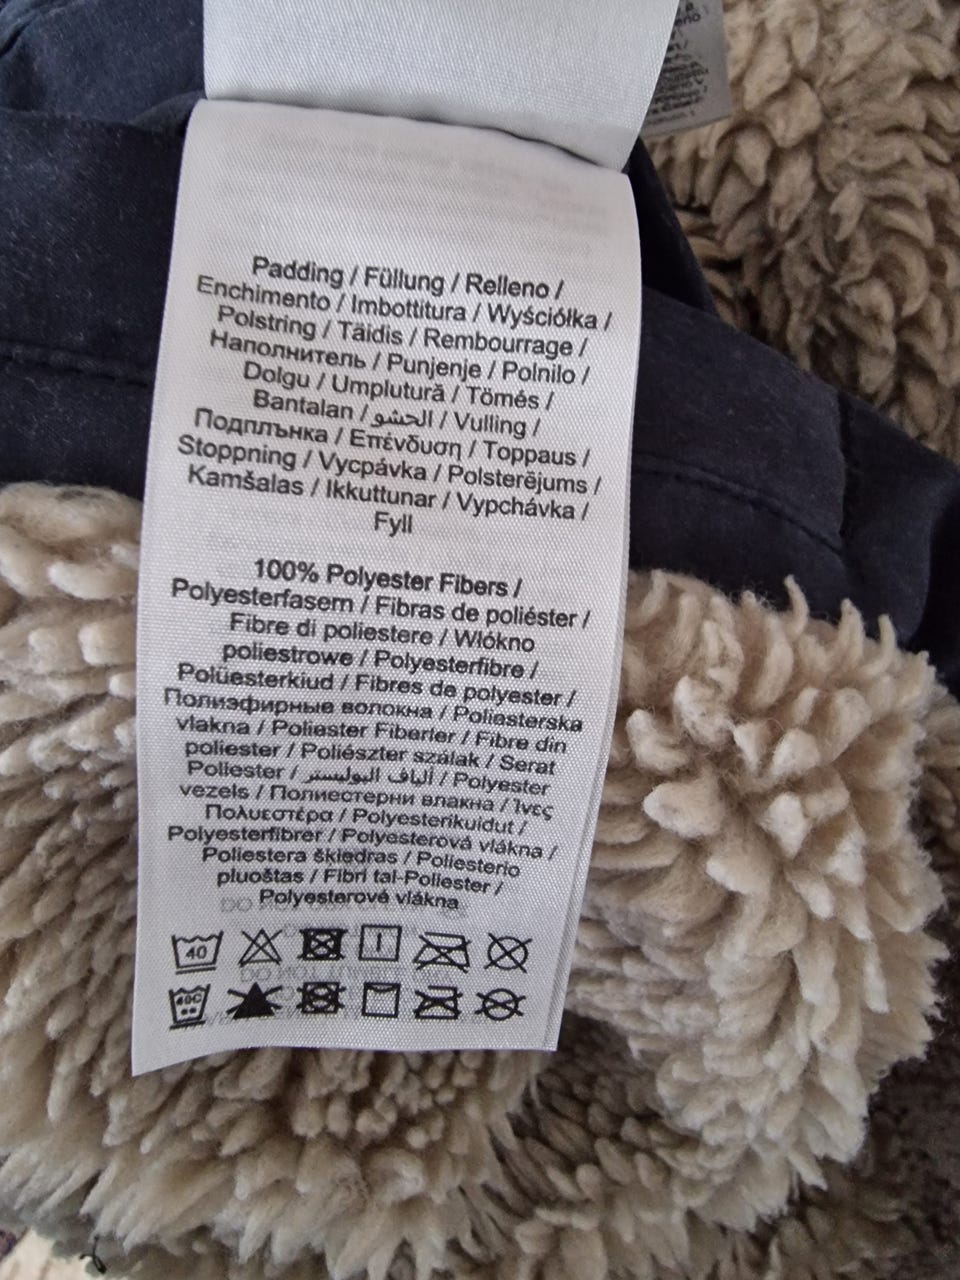 Padding / Füllung / Relleno /
Enchimento / Imbottitura / Wyściółka /
Polstring / Täidis / Rembourrage /
Наполнитель / Punjenje / Polnilo /
Dolgu / Umplutură / Tömés /
Bantalan / الحشو / Vulling /
Подплънка / Επένδυση / Toppaus /
Stoppning / Vycpávka / Polsterējums /
Kamšalas / Ikkuttunar / Vypchávka /
Fyll
100% Polyester Fibers /
Polyesterfasern / Fibras de poliéster /
Fibre di poliestere / Włókno
poliestrowe / Polyesterfibre /
Polüesterkiud / Fibres de polyester /
Полиэфирные волокна / Poliesterska
vlakna / Poliester Fiberler / Fibre din
poliester / Poliészter szálak / Serat
Poliester / ألياف البوليستر / Polyester
vezels / Полиестерни влакна / Ίνες
Πολυεστέρα / Polyesterikuidut /
Polyesterfibrer / Polyesterová vlákna /
Poliestera šķiedras / Poliesterio
pluoštas / Fibri tal-Poliester /
Polyesterové vlákna
40
40C